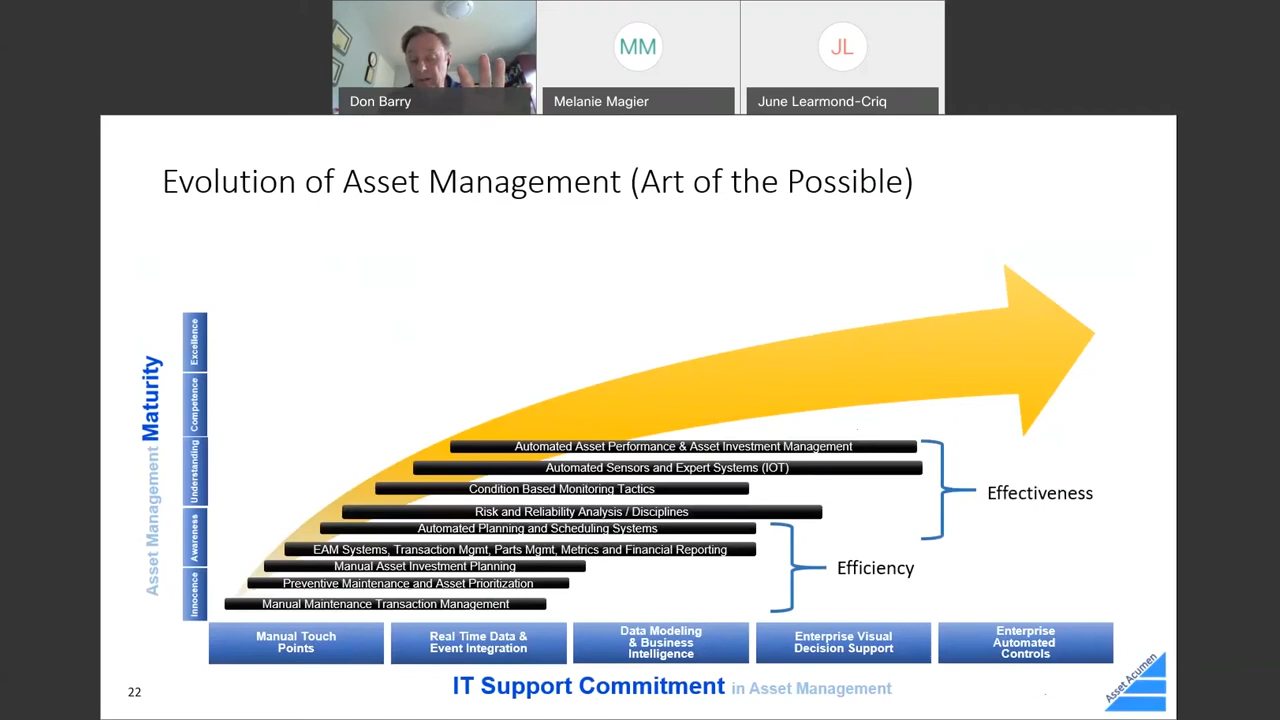 MM
JL
Don Barry
Melanie Magier
June Learmond-Criq
Evolution of Asset Management (Art of the Possible)
Asset Management Maturity
Excellence
Competence
Understanding
Awareness
Innocence
Automated Asset Performance & Asset Investment Management
Automated Sensors and Expert Systems (IOT)
Condition Based Monitoring Tactics
Risk and Reliability Analysis / Disciplines
Automated Planning and Scheduling Systems
EAM Systems, Transaction Mgmt, Parts Mgmt, Metrics and Financial Reporting
Manual Asset Investment Planning
Preventive Maintenance and Asset Prioritization
Manual Maintenance Transaction Management
Effectiveness
Efficiency
Manual Touch
Points
Real Time Data &
Event Integration
Data Modeling
& Business
Intelligence
Enterprise Visual
Decision Support
Enterprise
Automated
Controls
IT Support Commitment in Asset Management
22
Asset Acumen